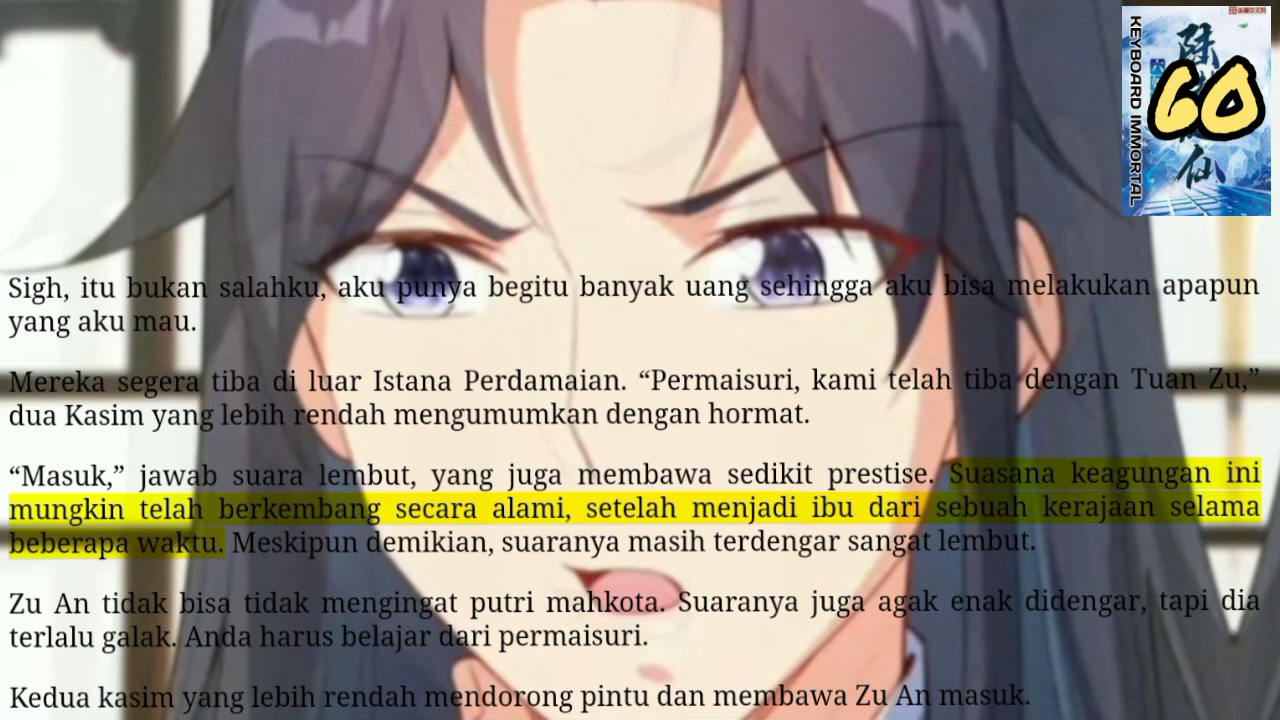 KEYBOARD IMMORTAL
60
仙
Sigh, itu bukan salahku, aku punya begitu banyak uang sehingga aku bisa melakukan apapun
yang aku mau.
Mereka segera tiba di luar Istana Perdamaian. “Permaisuri, kami telah tiba dengan Tuan Zu,”
dua Kasim yang lebih rendah mengumumkan dengan hormat.
“Masuk,” jawab suara lembut, yang juga membawa sedikit prestise. Suasana keagungan ini
mungkin telah berkembang secara alami, setelah menjadi ibu dari sebuah kerajaan selama
beberapa waktu. Meskipun demikian, suaranya masih terdengar sangat lembut.
Zu An tidak bisa tidak mengingat putri mahkota. Suaranya juga agak enak didengar, tapi dia
terlalu galak. Anda harus belajar dari permaisuri.
Kedua kasim yang lebih rendah mendorong pintu dan membawa Zu An masuk.